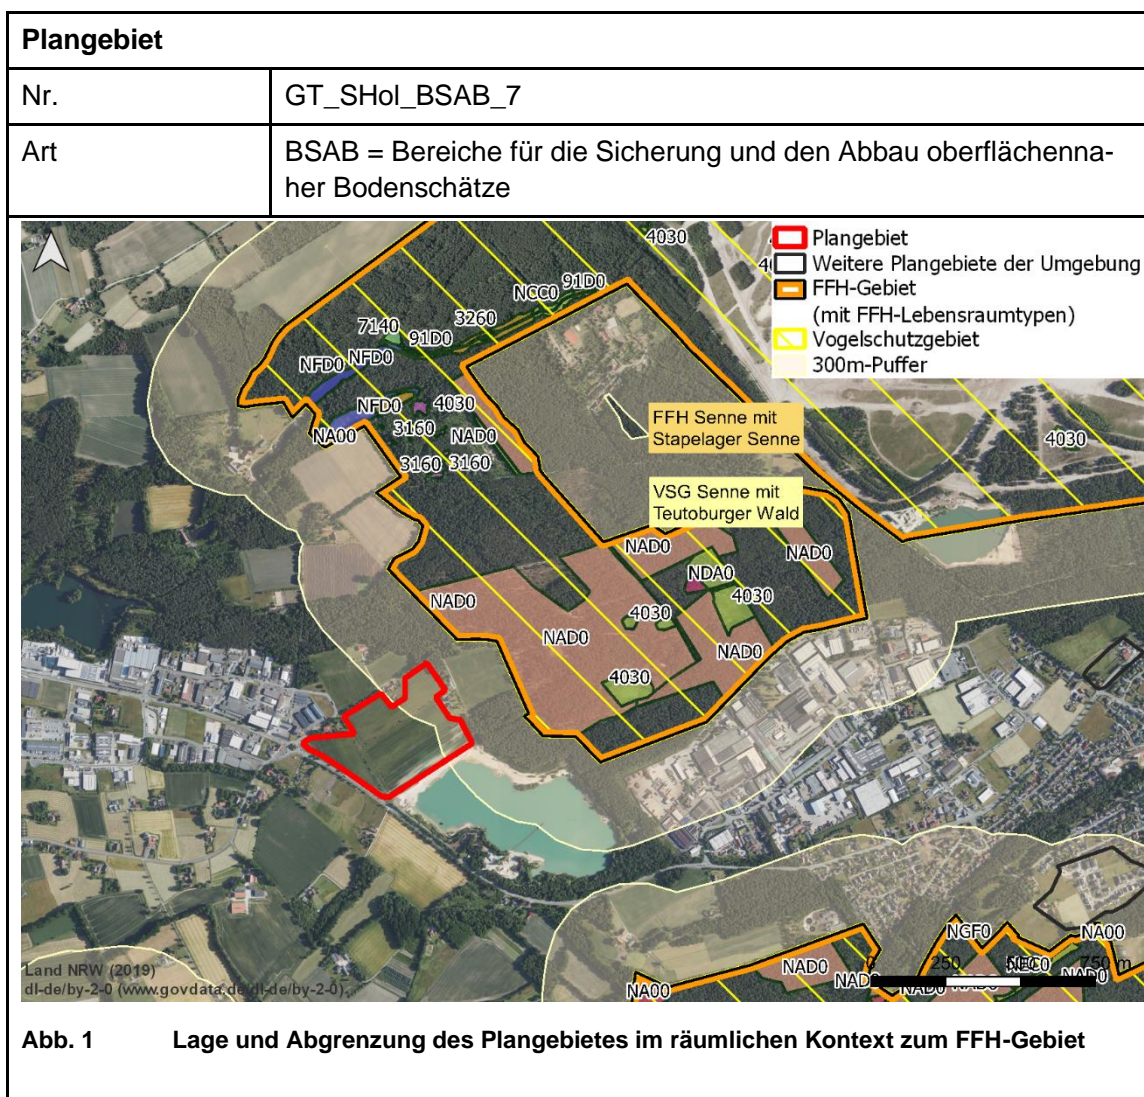 Plangebiet
Nr.
GT_SHol_BSAB_7
Art
BSAB = Bereiche für die Sicherung und den Abbau oberflächenna-
her Bodenschätze
Plangebiet
Weitere Plangebiete der Umgebung
FFH-Gebiet
(mit FFH-Lebensraumtypen)
Vogelschutzgebiet
300m-Puffer
4030
NCC0
91D0
3260
7140
91D0
NFD0
NFD0
NFD0
4030
NA00
3160
NAD0
3160
3160
FFH Senne mit
Stapelager Senne
4030
VSG Senne mit
Teutoburger Wald
NAD0
NAD0
NDA0
NAD0
4030
4030
NAD0
NAD0
4030
NGF0
NA00
NAD0
NAD0
NA00
250
750 m
Land NRW (2019)
dl-de/by-2-0 (www.govdata.de/dl-de/by-2-0)
Abb. 1 Lage und Abgrenzung des Plangebietes im räumlichen Kontext zum FFH-Gebiet